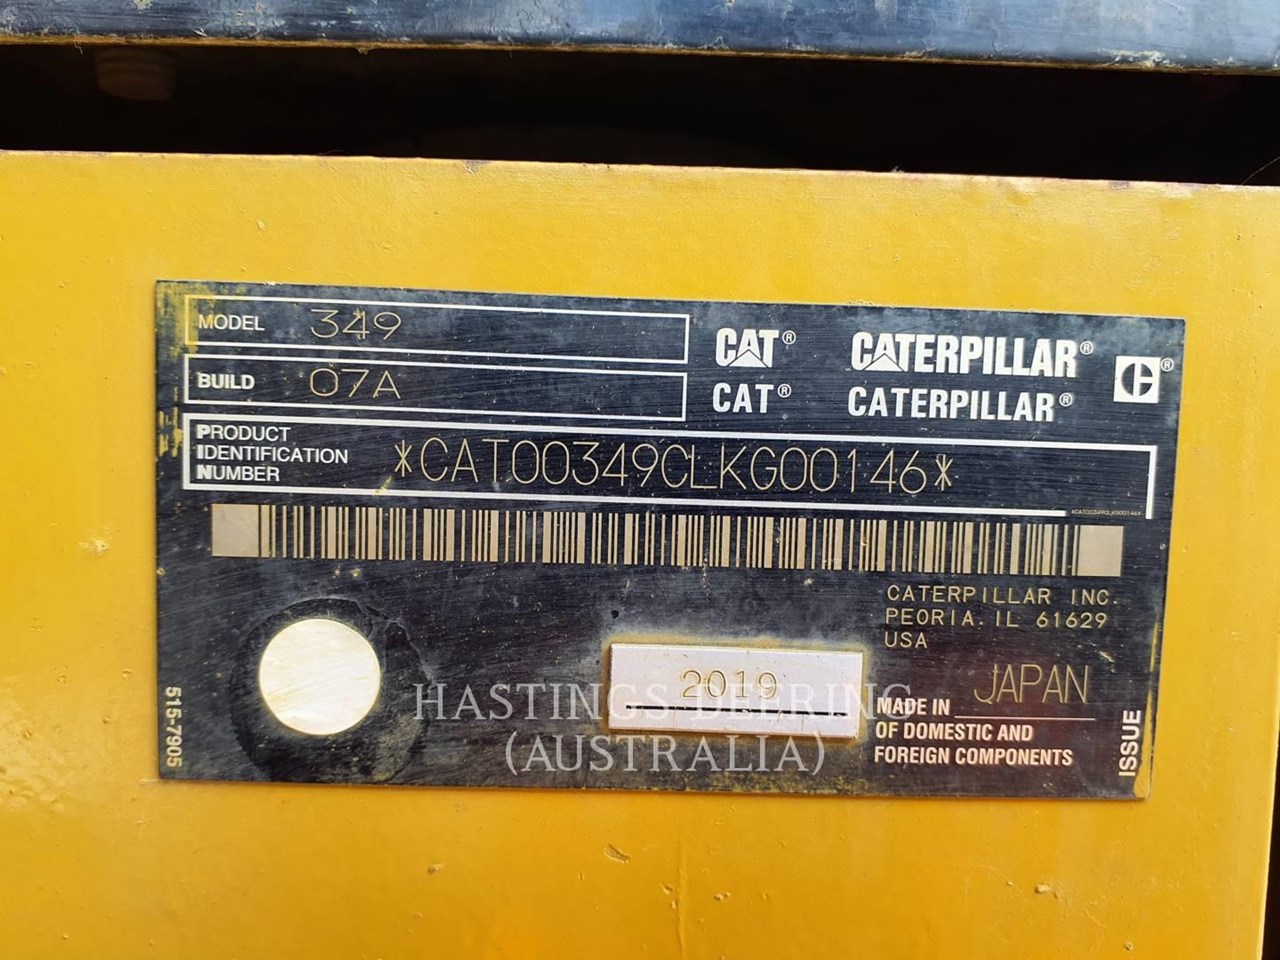 MODEL 349
BUILD 07A
CAT® CATERPILLAR® C®
CAT® CATERPILLAR®
PRODUCT
IDENTIFICATION
NUMBER
*CAT00349CLKG00146*
*CAT00349CLKG00146*
CATERPILLAR INC.
PEORIA. IL 61629
USA
2019
MADE IN JAPAN
OF DOMESTIC AND
FOREIGN COMPONENTS
515-7905
ISSUE
HASTINGS DEERING
(AUSTRALIA)